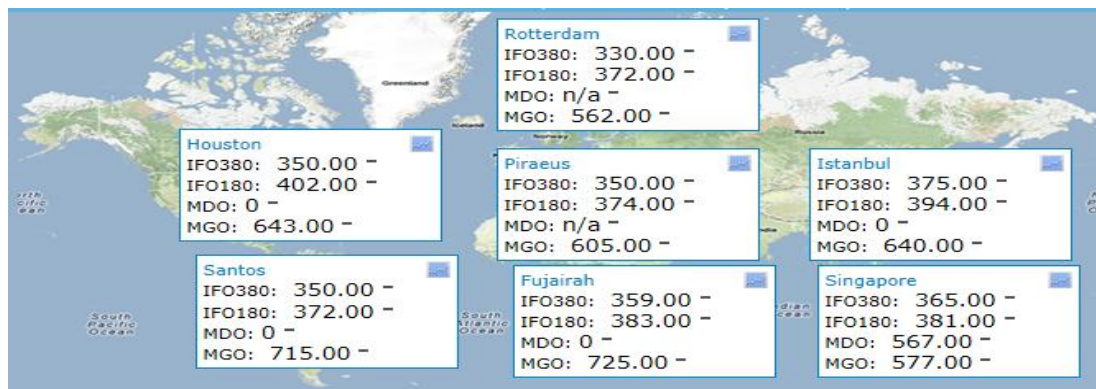 Rotterdam
IFO380: 330.00 -
IFO180: 372.00 -
MDO: n/a -
MGO: 562.00 -
Greenland
Iceland
Norway
Russia
Houston
IFO380: 350.00 -
IFO180: 402.00 -
MDO: 0 -
MGO: 643.00 -
Piraeus
IFO380: 350.00 -
IFO180: 374.00 -
MDO: n/a -
MGO: 605.00 -
Istanbul
IFO380: 375.00 -
IFO180: 394.00 -
MDO: 0 -
MGO: 640.00 -
Santos
IFO380: 350.00 -
IFO180: 372.00 -
MDO: 0 -
MGO: 715.00 -
Fujairah
IFO380: 359.00 -
IFO180: 383.00 -
MDO: 0 -
MGO: 725.00 -
Singapore
IFO380: 365.00 -
IFO180: 381.00 -
MDO: 567.00 -
MGO: 577.00 -
South
Pacific
Ocean
South
Atlantic
Ocean